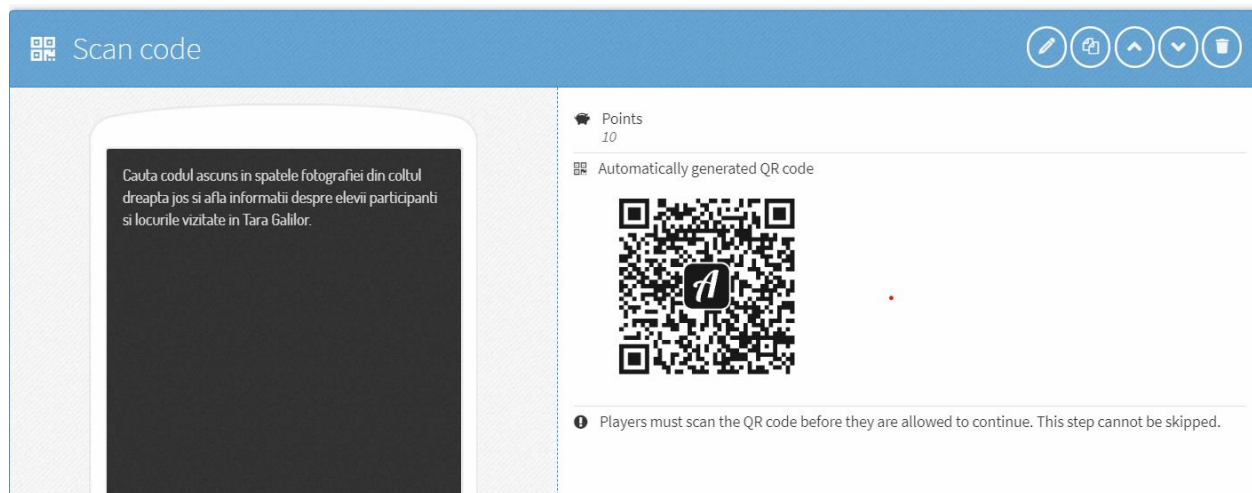 Scan code
Cauta codul ascuns in spatele fotografiei din coltul
dreapta jos si afla informatii despre elevii participanti
si locurile vizitate in Tara Galilor.
Points
10
Automatically generated QR code
A
Players must scan the QR code before they are allowed to continue. This step cannot be skipped.